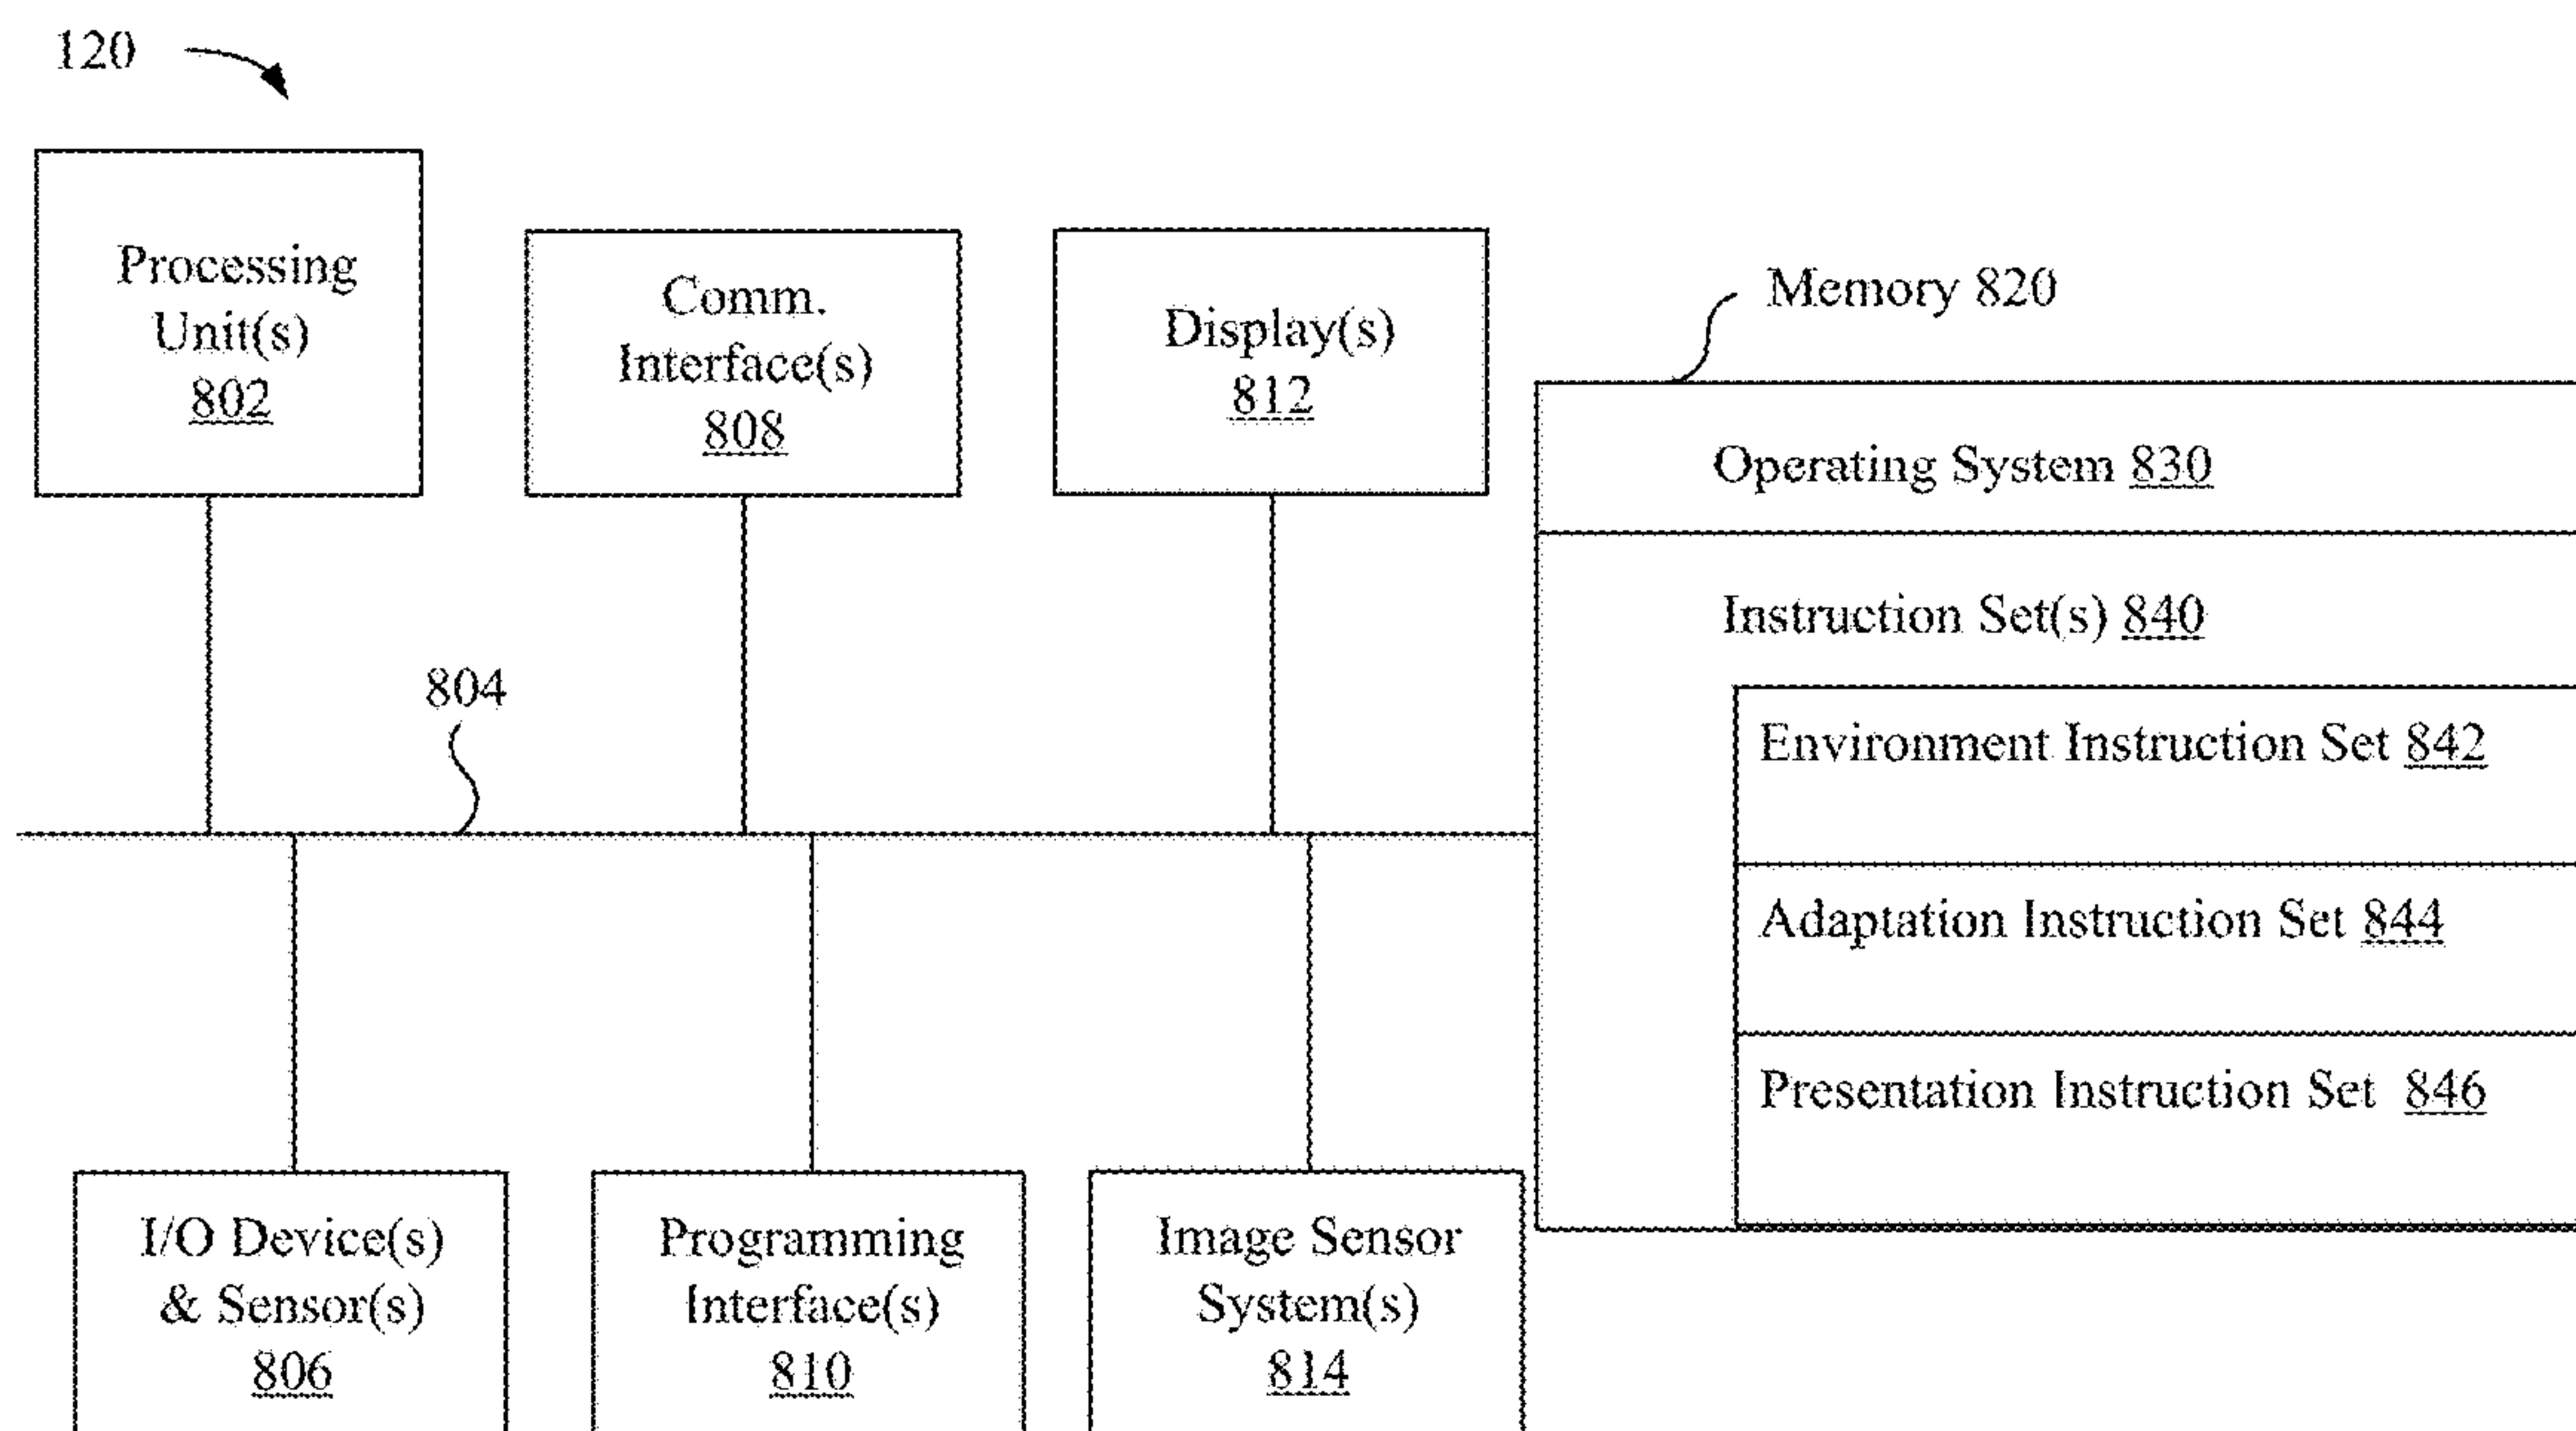 120
Processing
Unit(s)
802
Comm.
Interface(s)
808
Display(s)
812
Memory 820
Operating System 830
Instruction Set(s) 840
Environment Instruction Set 842
Adaptation Instruction Set 844
Presentation Instruction Set 846
804
I/O Device(s)
& Sensor(s)
806
Programming
Interface(s)
810
Image Sensor
System(s)
814